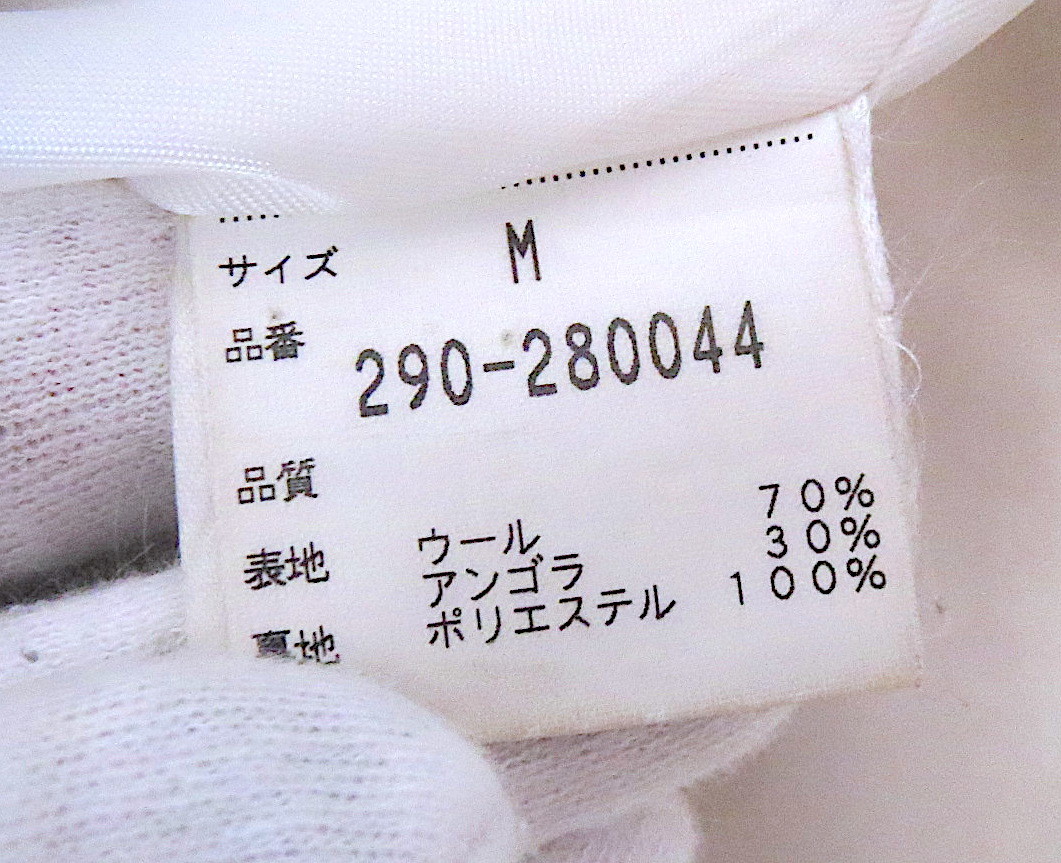 サイズ M
品番 290-280044
品質
表地 ウール 70%
アンゴラ 30%
裏地 ポリエステル 100%